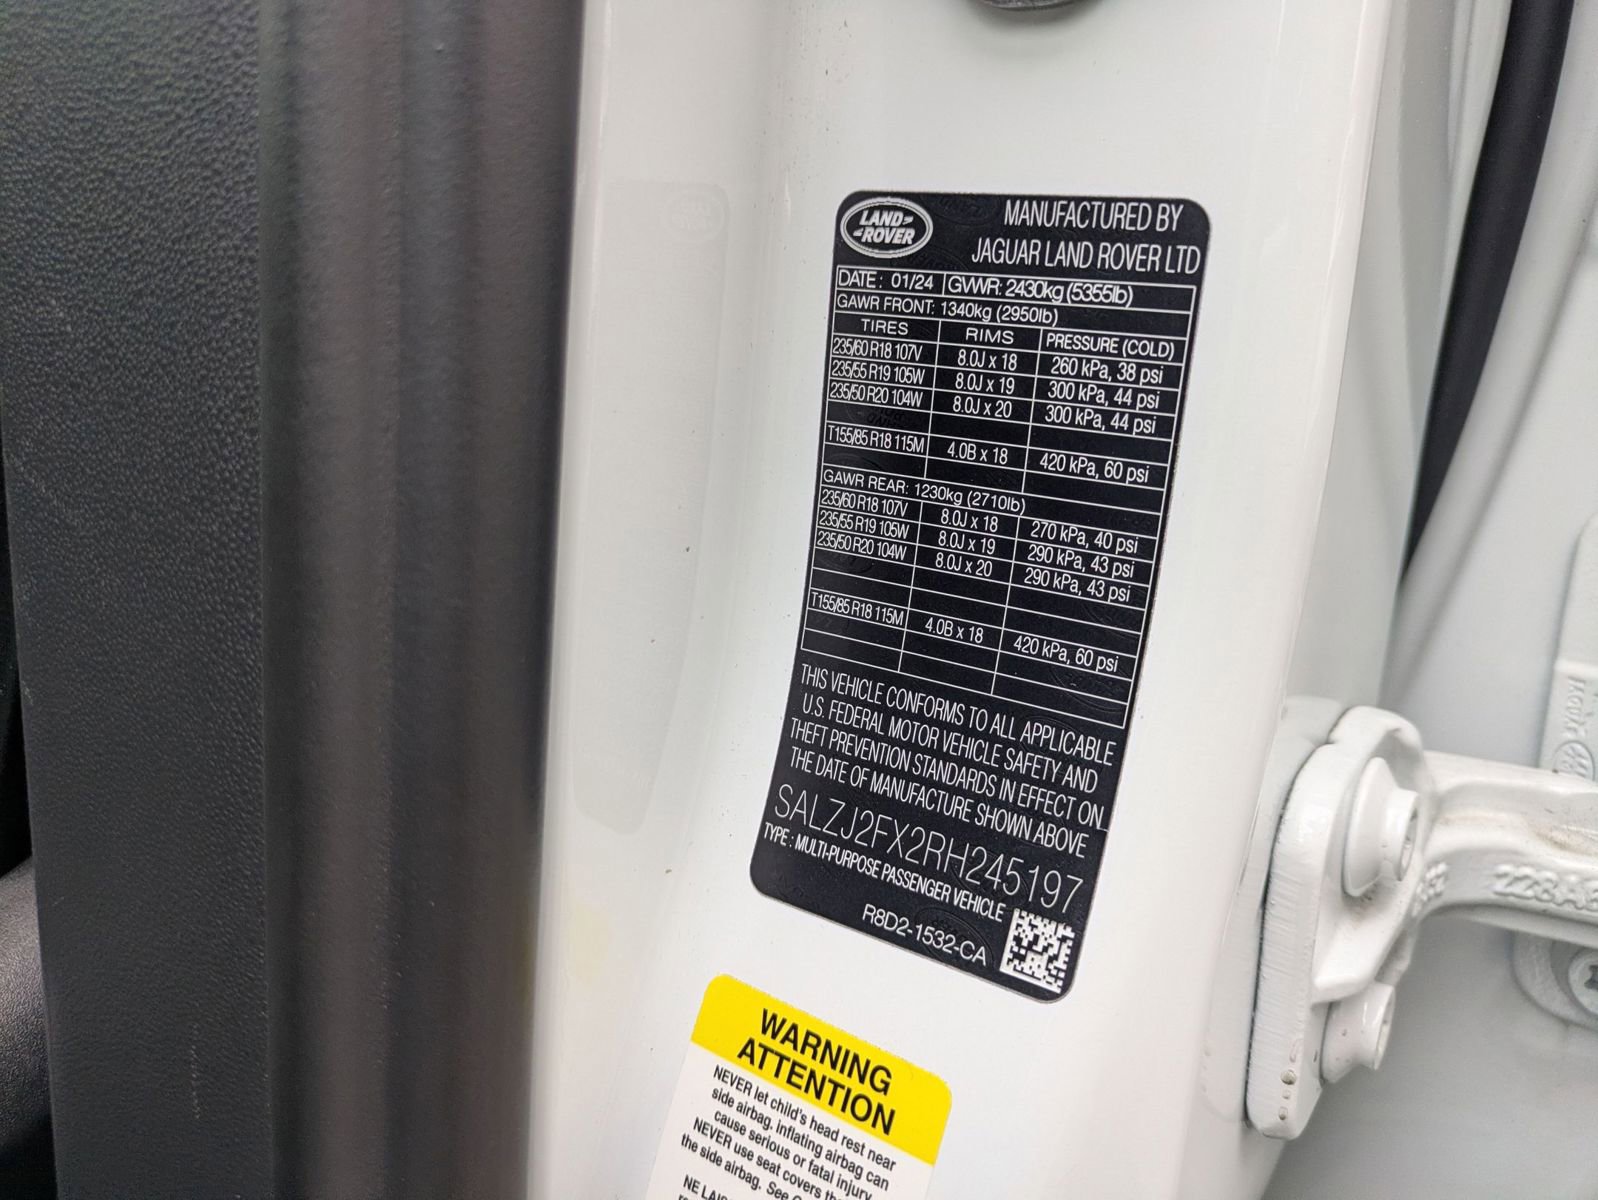 LAND ROVER
MANUFACTURED BY
JAGUAR LAND ROVER LTD
DATE: 01/24 GVWR: 2430kg (5355lb)
GAWR FRONT: 1340kg (2950lb)
TIRES RIMS PRESSURE (COLD)
235/60 R18 107V 8.0J x 18 260 kPa, 38 psi
235/55 R19 105W 8.0J x 19 300 kPa, 44 psi
235/50 R20 104W 8.0J x 20 300 kPa, 44 psi
T155/85 R18 115M 4.0B x 18 420 kPa, 60 psi
GAWR REAR: 1230kg (2710lb)
235/60 R18 107V 8.0J x 18 270 kPa, 40 psi
235/55 R19 105W 8.0J x 19 290 kPa, 43 psi
235/50 R20 104W 8.0J x 20 290 kPa, 43 psi
T155/85 R18 115M 4.0B x 18 420 kPa, 60 psi
THIS VEHICLE CONFORMS TO ALL APPLICABLE
U.S. FEDERAL MOTOR VEHICLE SAFETY AND
THEFT PREVENTION STANDARDS IN EFFECT ON
THE DATE OF MANUFACTURE SHOWN ABOVE
SALZJ2FX2RH245197
TYPE : MULTI-PURPOSE PASSENGER VEHICLE
R8D2-1532-CA
WARNING
ATTENTION
NEVER let child's head rest near
side airbag, inflating airbag can
cause serious or fatal injury.
NEVER use seat covers
the side airbag. See
NE
228A